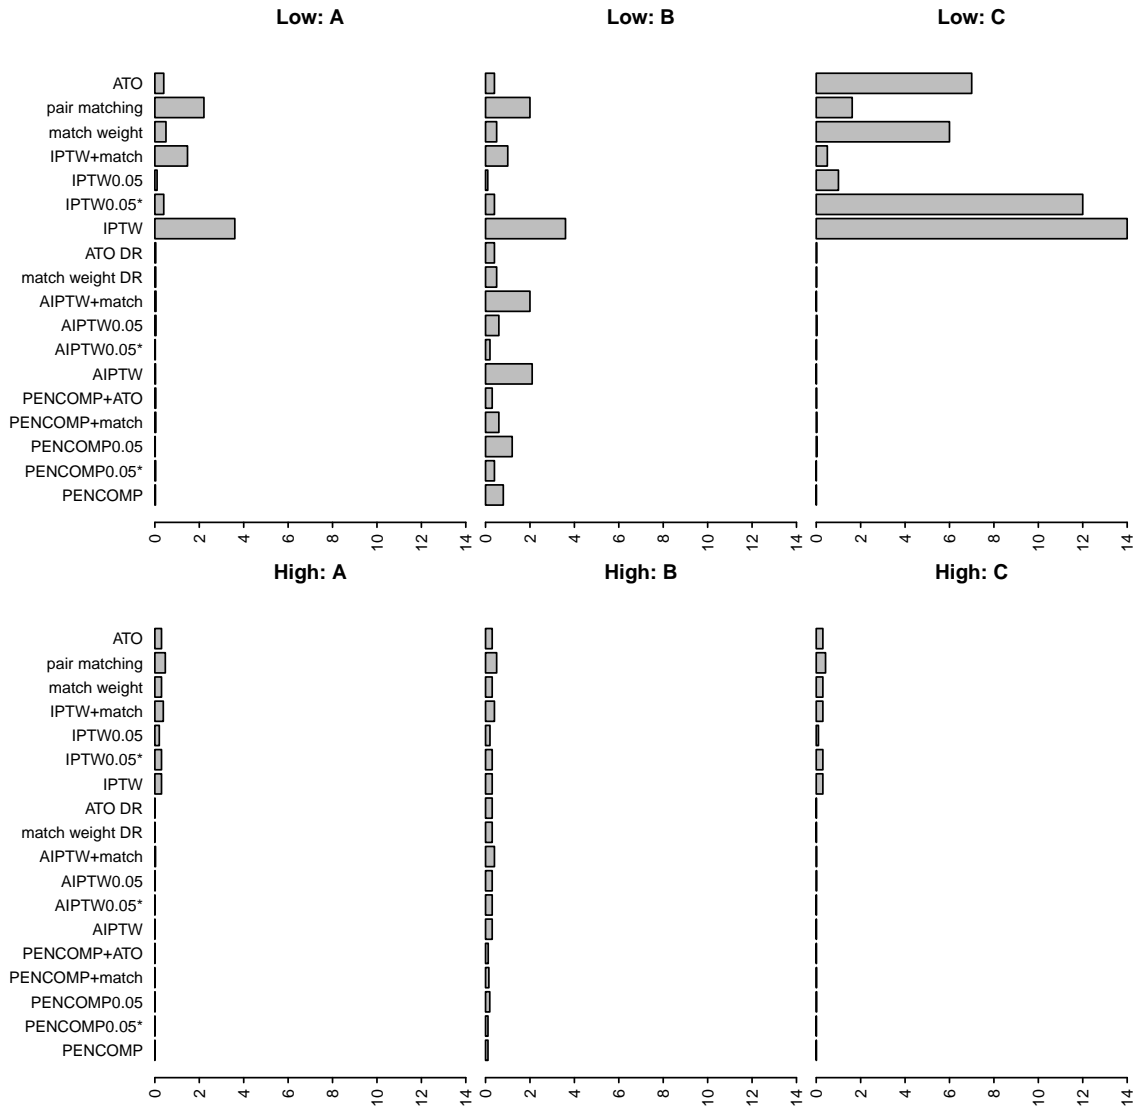 Low: A Low: B Low: C
ATO
pair matching
match weight
IPTW+match
IPTW0.05
IPTW0.05*
IPTW
ATO DR
match weight DR
AIPTW+match
AIPTW0.05
AIPTW0.05*
AIPTW
PENCOMP+ATO
PENCOMP+match
PENCOMP0.05
PENCOMP0.05*
PENCOMP
0 2 4 6 8 10 12 14 0 2 4 6 8 10 12 14 0 2 4 6 8 10 12 14
High: A High: B High: C
ATO
pair matching
match weight
IPTW+match
IPTW0.05
IPTW0.05*
IPTW
ATO DR
match weight DR
AIPTW+match
AIPTW0.05
AIPTW0.05*
AIPTW
PENCOMP+ATO
PENCOMP+match
PENCOMP0.05
PENCOMP0.05*
PENCOMP
0 2 4 6 8 10 12 14 0 2 4 6 8 10 12 14 0 2 4 6 8 10 12 14